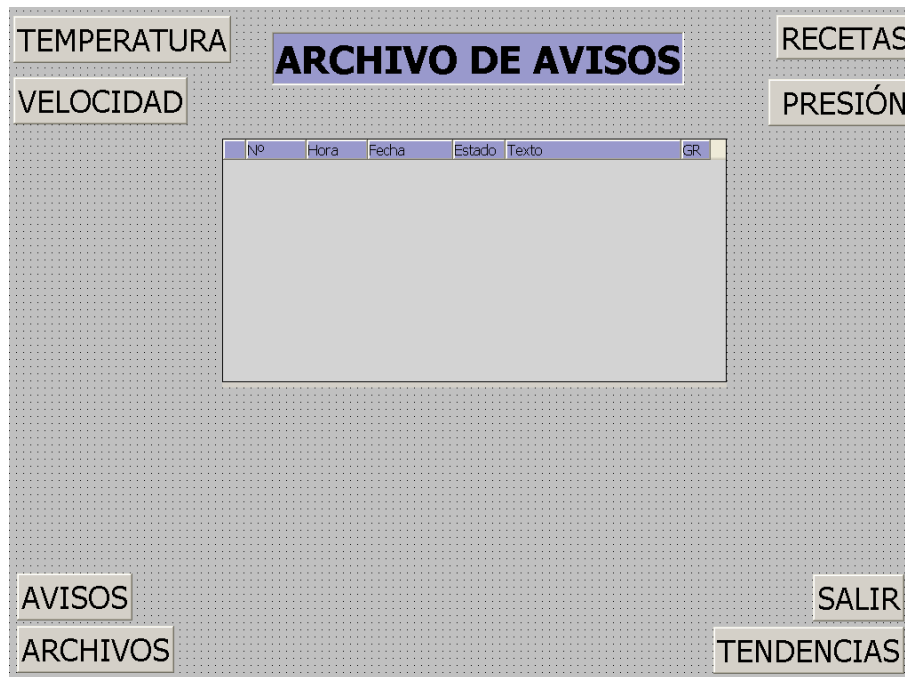 TEMPERATURA
ARCHIVO DE AVISOS
RECETAS
VELOCIDAD
PRESIÓN
Nº Hora Fecha Estado Texto GR
AVISOS
SALIR
ARCHIVOS
TENDENCIAS